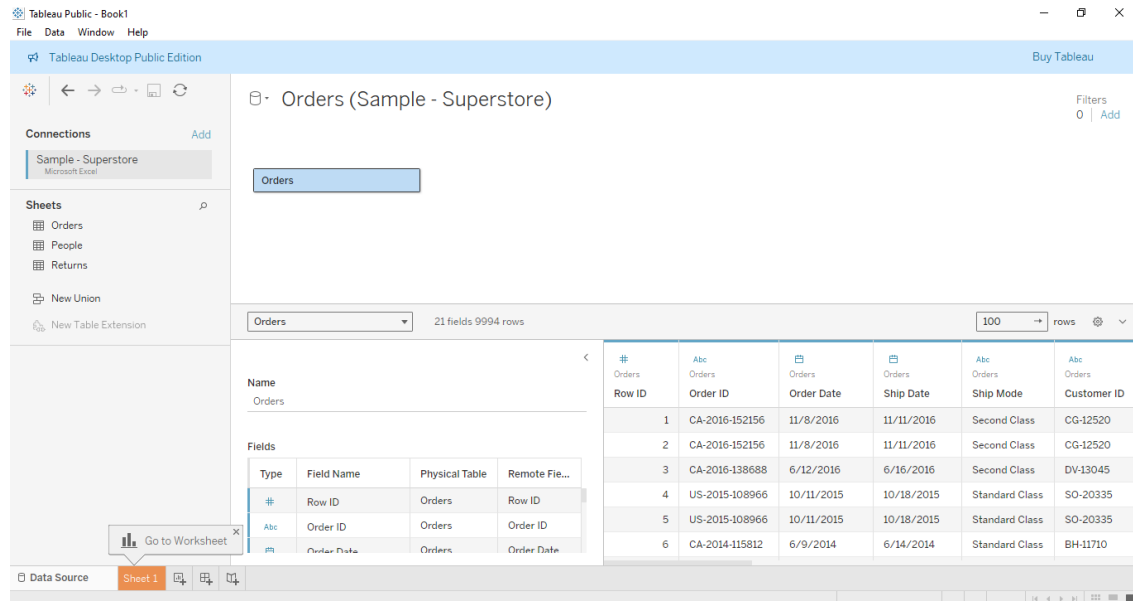 Tableau Public - Book1
File Data Window Help
Tableau Desktop Public Edition
Buy Tableau
Orders (Sample - Superstore)
Filters
0 Add
Connections Add
Sample - Superstore
Microsoft Excel
Orders
Sheets
Orders
People
Returns
New Union
New Table Extension
Orders 21 fields 9994 rows 100 → rows
Name
Orders
Fields
Type Field Name Physical Table Remote Fie...
# Row ID Orders Row ID
Abc Order ID Orders Order ID
Order Date Orders Order Date
# Abc Abc Abc
Orders Orders Orders Orders Orders Orders
Row ID Order ID Order Date Ship Date Ship Mode Customer ID
1 CA-2016-152156 11/8/2016 11/11/2016 Second Class CG-12520
2 CA-2016-152156 11/8/2016 11/11/2016 Second Class CG-12520
3 CA-2016-138688 6/12/2016 6/16/2016 Second Class DV-13045
4 US-2015-108966 10/11/2015 10/18/2015 Standard Class SO-20335
5 US-2015-108966 10/11/2015 10/18/2015 Standard Class SO-20335
6 CA-2014-115812 6/9/2014 6/14/2014 Standard Class BH-11710
Go to Worksheet
Data Source Sheet 1